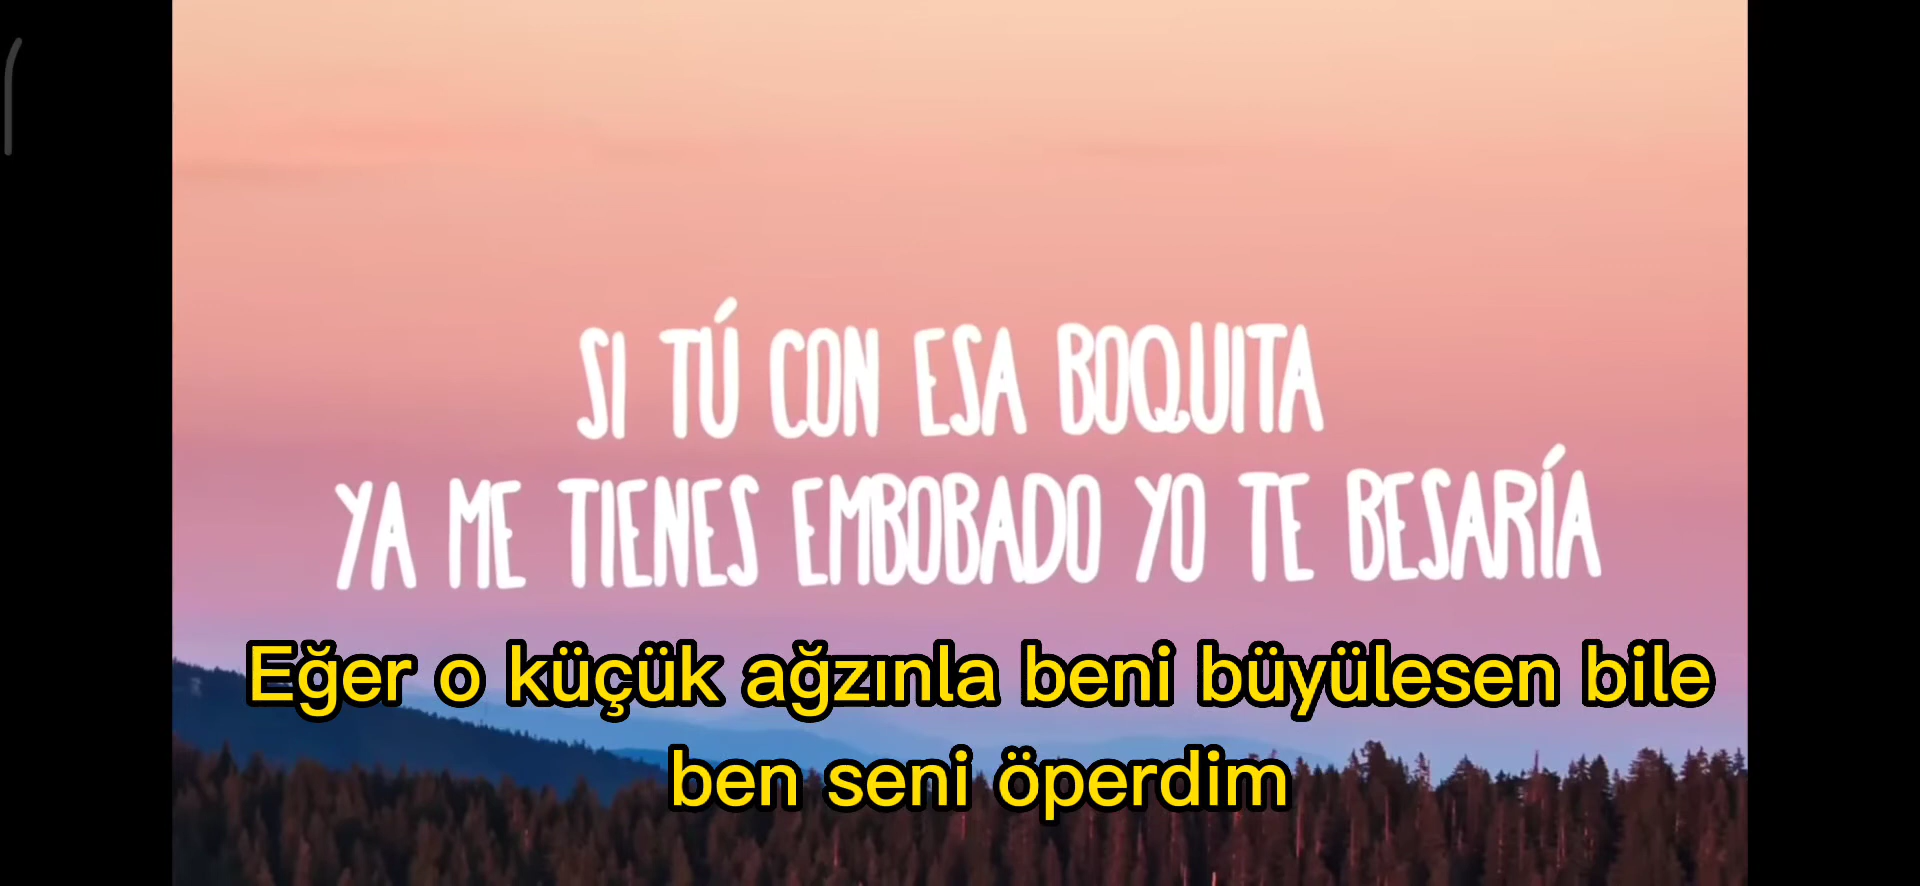 SI TÚ CON ESA BOQUITA
YA ME TIENES EMBOBADO YO TE BESARÍA
Eğer o küçük ağzınla beni büyülesen bile
ben seni öperdim